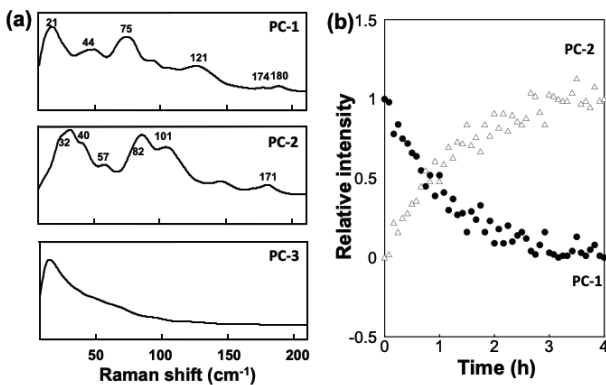 (a)
PC-1
21
44
75
121
174 180
PC-2
32
40
57
82
101
171
PC-3
50 100 150 200
Raman shift (cm-1)
(b)
1.5
1
0.5
0
-0.5
Relative intensity
PC-2
PC-1
0 1 2 3 4
Time (h)